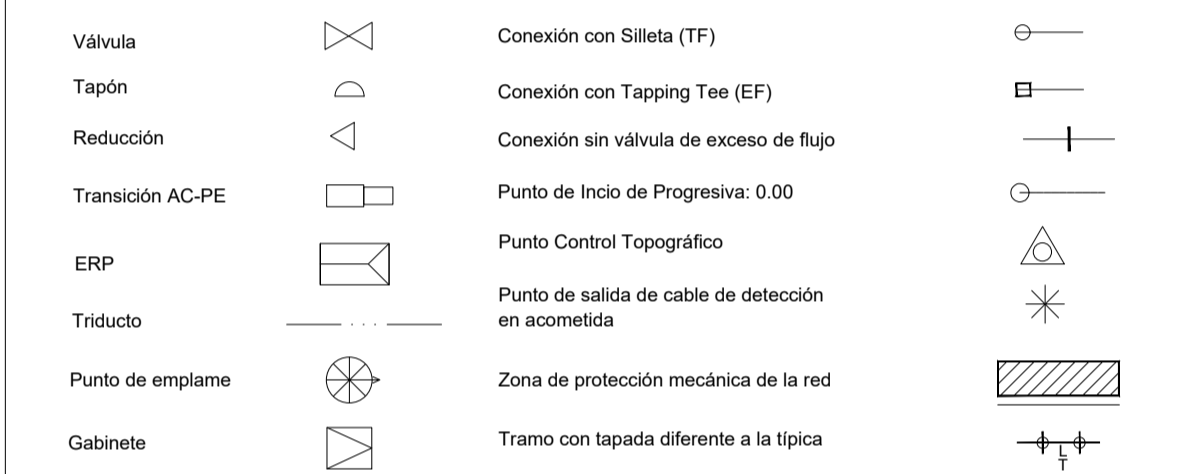 Válvula
Tapón
Reducción
Transición AC-PE
ERP
Triducto
Punto de emplame
Gabinete
Conexión con Silleta (TF)
Conexión con Tapping Tee (EF)
Conexión sin válvula de exceso de flujo
Punto de Incio de Progresiva: 0.00
Punto Control Topográfico
Punto de salida de cable de detección
en acometida
Zona de protección mecánica de la red
Tramo con tapada diferente a la típica
L
T